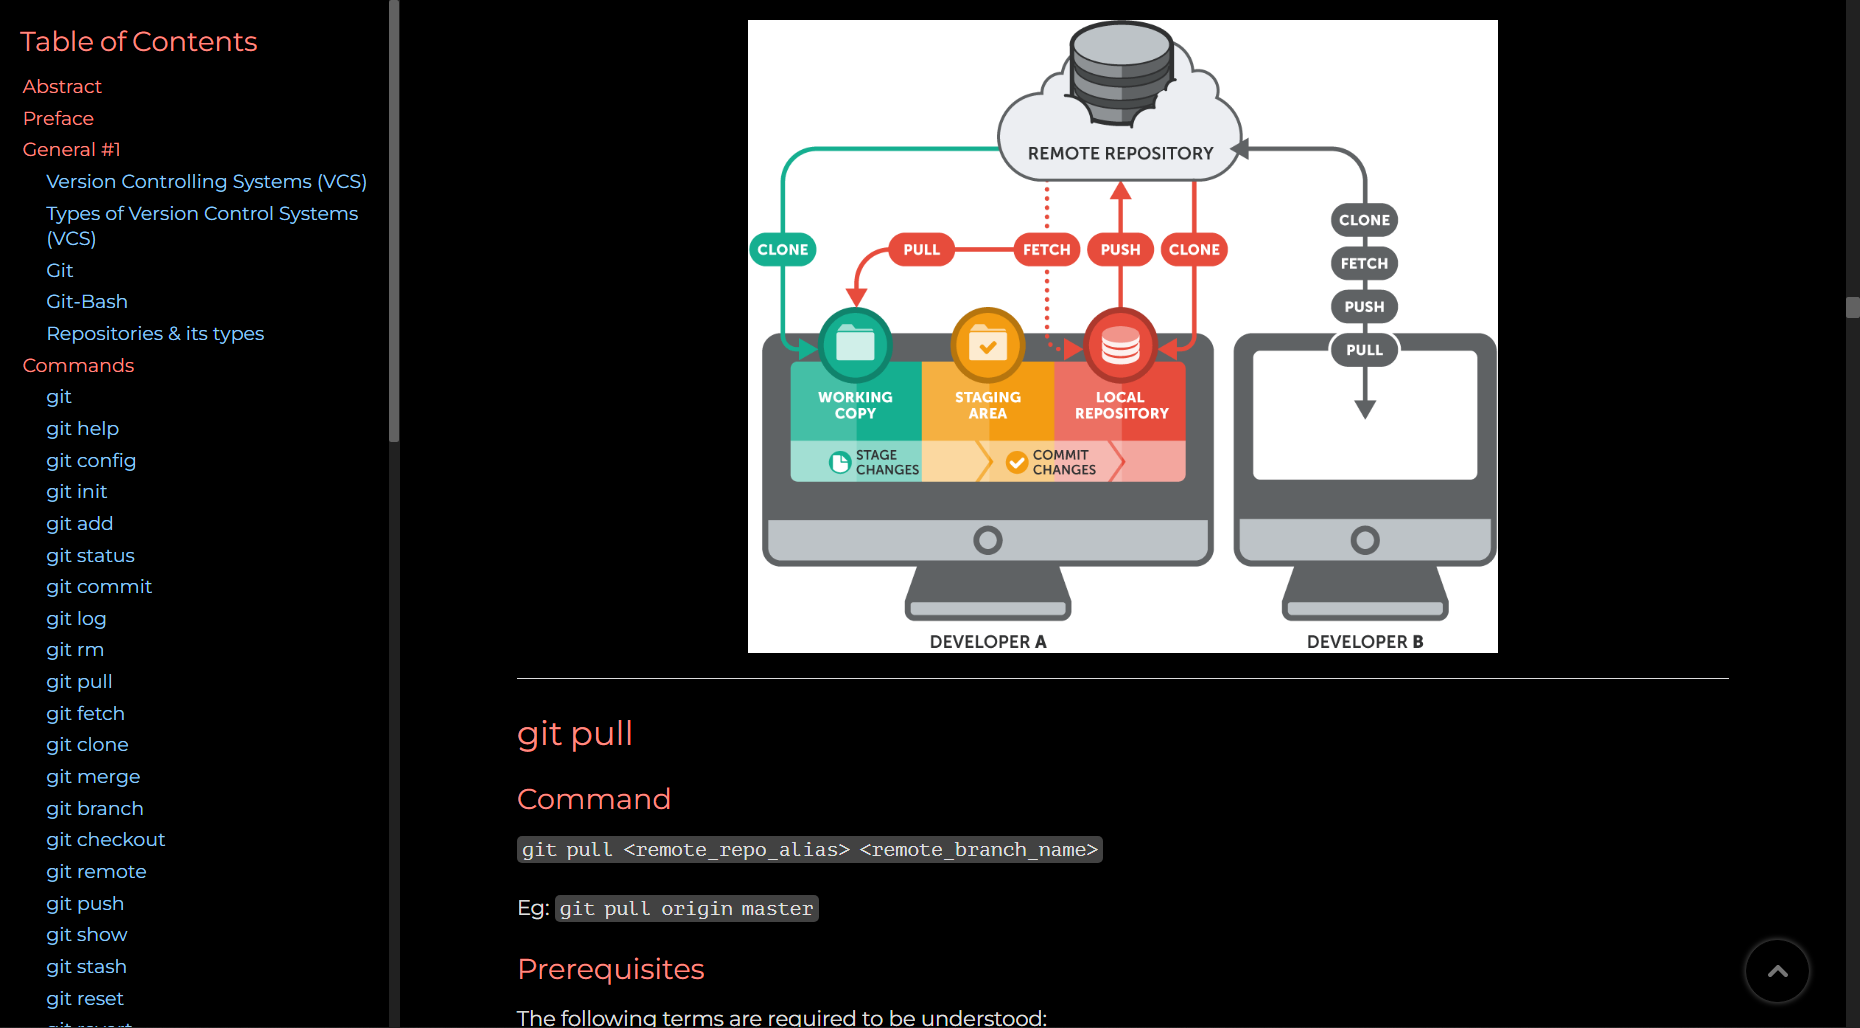 Table of Contents
Abstract
Preface
General #1
Version Controlling Systems (VCS)
Types of Version Control Systems
(VCS)
Git
Git-Bash
Repositories & its types
Commands
git
git help
git config
git init
git add
git status
git commit
git log
git rm
git pull
git fetch
git clone
git merge
git branch
git checkout
git remote
git push
git show
git stash
git reset
git revert
REMOTE REPOSITORY
CLONE
PULL
FETCH
PUSH
CLONE
CLONE
FETCH
PUSH
PULL
WORKING
COPY
STAGING
AREA
LOCAL
REPOSITORY
STAGE
CHANGES
COMMIT
CHANGES
DEVELOPER A
DEVELOPER B
git pull
Command
git pull <remote_repo_alias> <remote_branch_name>
Eg: git pull origin master
Prerequisites
The following terms are required to be understood: